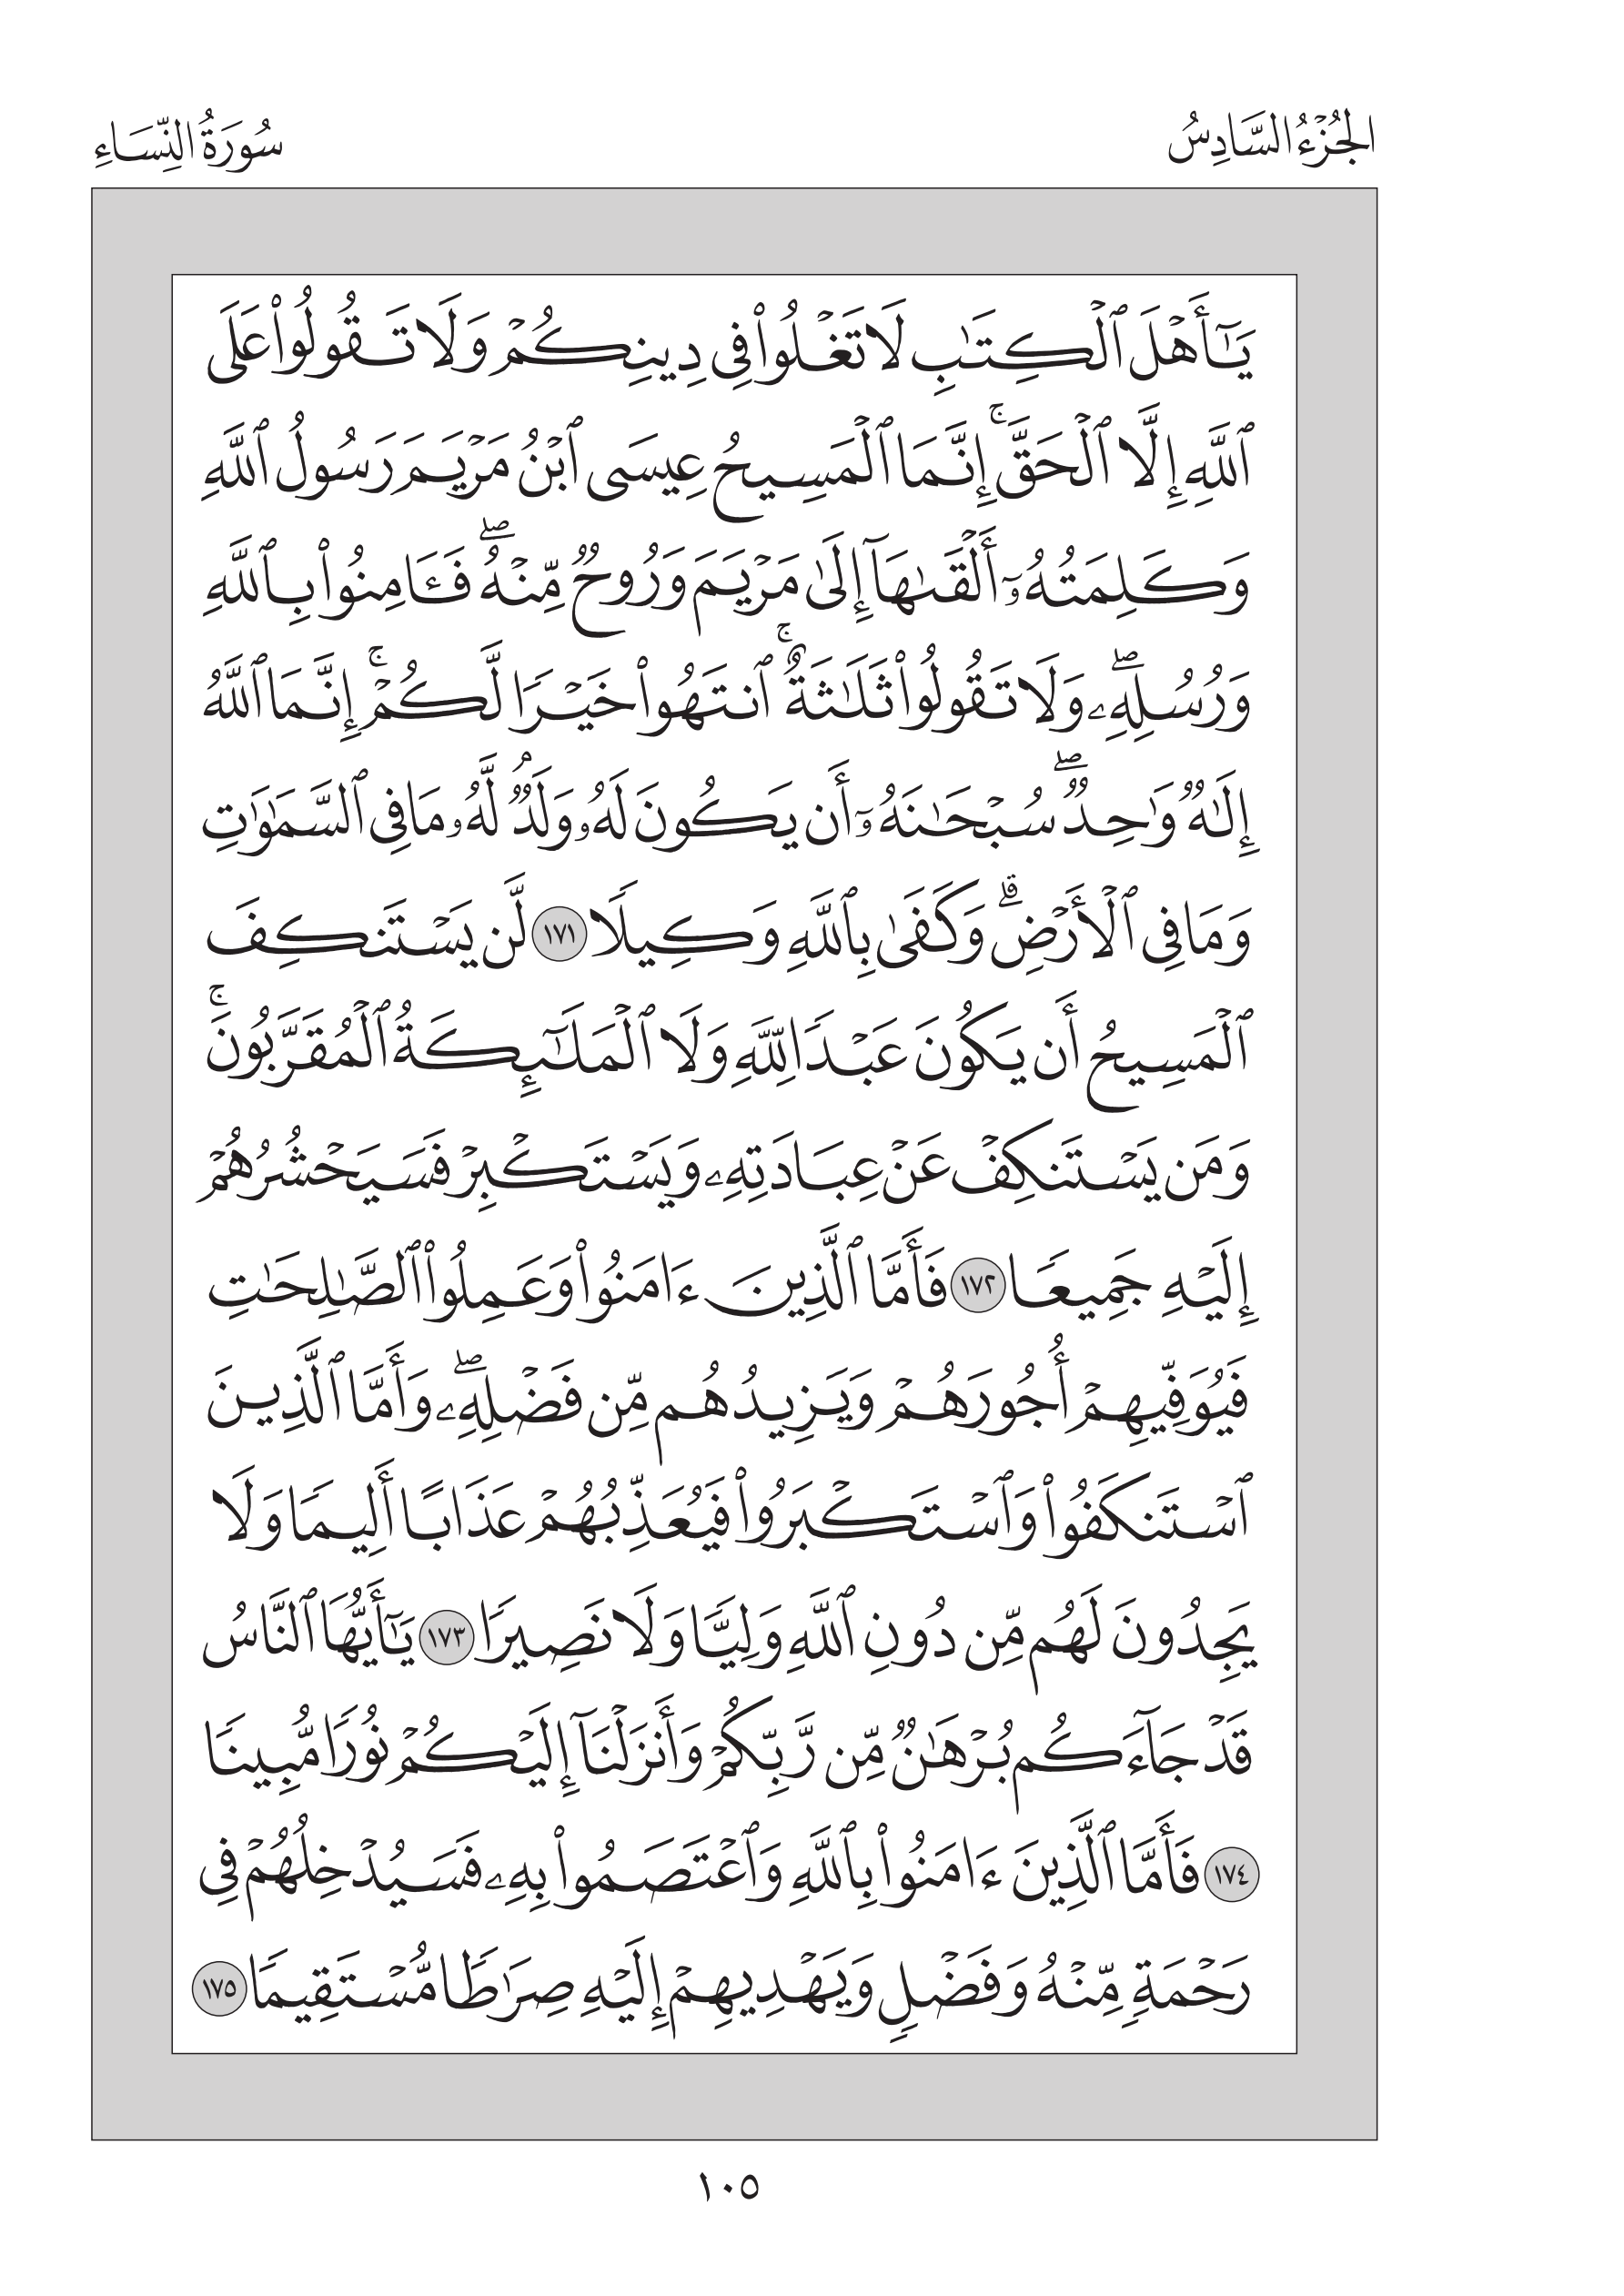 الجُزْءُ السَّادِسُ
سُورَةُ النِّسَاءِ
يَٰٓأَهْلَ ٱلْكِتَٰبِ لَا تَغْلُوا۟ فِى دِينِكُمْ وَلَا تَقُولُوا۟ عَلَى
ٱللَّهِ إِلَّا ٱلْحَقَّ ۚ إِنَّمَا ٱلْمَسِيحُ عِيسَى ٱبْنُ مَرْيَمَ رَسُولُ ٱللَّهِ
وَكَلِمَتُهُۥٓ أَلْقَىٰهَآ إِلَىٰ مَرْيَمَ وَرُوحٌ مِّنْهُ ۖ فَـَٔامِنُوا۟ بِٱللَّهِ
وَرُسُلِهِۦ ۖ وَلَا تَقُولُوا۟ ثَلَٰثَةٌ ۚ ٱنتَهُوا۟ خَيْرًا لَّكُمْ ۚ إِنَّمَا ٱللَّهُ
إِلَٰهٌ وَٰحِدٌ ۖ سُبْحَٰنَهُۥٓ أَن يَكُونَ لَهُۥ وَلَدٌ ۘ لَّهُۥ مَا فِى ٱلسَّمَٰوَٰتِ
وَمَا فِى ٱلْأَرْضِ ۗ وَكَفَىٰ بِٱللَّهِ وَكِيلًا ١٧١ لَّن يَسْتَنكِفَ
ٱلْمَسِيحُ أَن يَكُونَ عَبْدًا لِّلَّهِ وَلَا ٱلْمَلَٰٓئِكَةُ ٱلْمُقَرَّبُونَ ۚ
وَمَن يَسْتَنكِفْ عَنْ عِبَادَتِهِۦ وَيَسْتَكْبِرْ فَسَيَحْشُرُهُمْ
إِلَيْهِ جَمِيعًا ١٧٢ فَأَمَّا ٱلَّذِينَ ءَامَنُوا۟ وَعَمِلُوا۟ ٱلصَّٰلِحَٰتِ
فَيُوَفِّيهِمْ أُجُورَهُمْ وَيَزِيدُهُم مِّن فَضْلِهِۦ ۖ وَأَمَّا ٱلَّذِينَ
ٱسْتَنكَفُوا۟ وَٱسْتَكْبَرُوا۟ فَيُعَذِّبُهُمْ عَذَابًا أَلِيمًا وَلَا
يَجِدُونَ لَهُم مِّن دُونِ ٱللَّهِ وَلِيًّا وَلَا نَصِيرًا ١٧٣ يَٰٓأَيُّهَا ٱلنَّاسُ
قَدْ جَآءَكُم بُرْهَٰنٌ مِّن رَّبِّكُمْ وَأَنزَلْنَآ إِلَيْكُمْ نُورًا مُّبِينًا
١٧٤ فَأَمَّا ٱلَّذِينَ ءَامَنُوا۟ بِٱللَّهِ وَٱعْتَصَمُوا۟ بِهِۦ فَسَيُدْخِلُهُمْ فِى
رَحْمَةٍ مِّنْهُ وَفَضْلٍ وَيَهْدِيهِمْ إِلَيْهِ صِرَٰطًا مُّسْتَقِيمًا ١٧٥
١٠٥